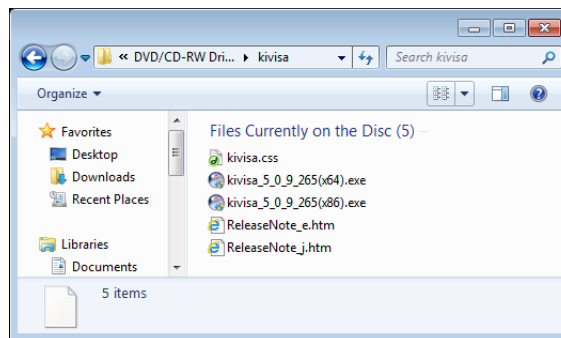 « DVD/CD-RW Dri... ▸ kivisa
Search kivisa
Organize
Favorites
Desktop
Downloads
Recent Places
Libraries
Documents
Files Currently on the Disc (5)
kivisa.css
kivisa_5_0_9_265(x64).exe
kivisa_5_0_9_265(x86).exe
ReleaseNote_e.htm
ReleaseNote_j.htm
5 items